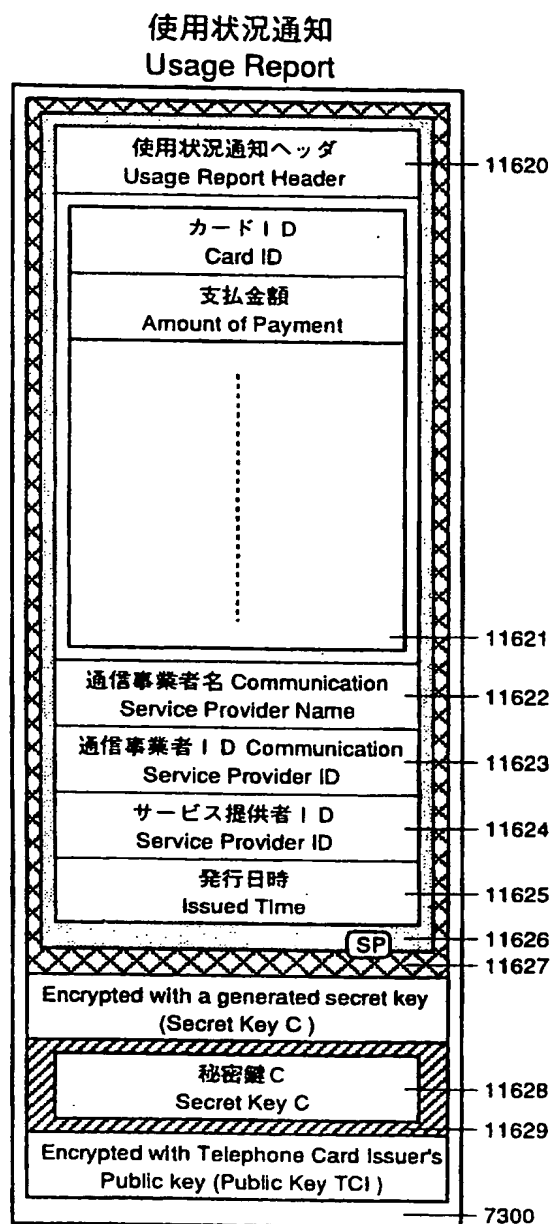 使用状況通知
Usage Report
使用状況通知ヘッダ
Usage Report Header
11620
カードID
Card ID
支払金額
Amount of Payment
11621
通信事業者名 Communication
Service Provider Name
11622
通信事業者ID Communication
Service Provider ID
11623
サービス提供者ID
Service Provider ID
11624
発行日時
Issued Time
11625
SP
11626
11627
Encrypted with a generated secret key
(Secret Key C )
秘密鍵C
Secret Key C
11628
11629
Encrypted with Telephone Card Issuer's
Public key (Public Key TCI )
7300